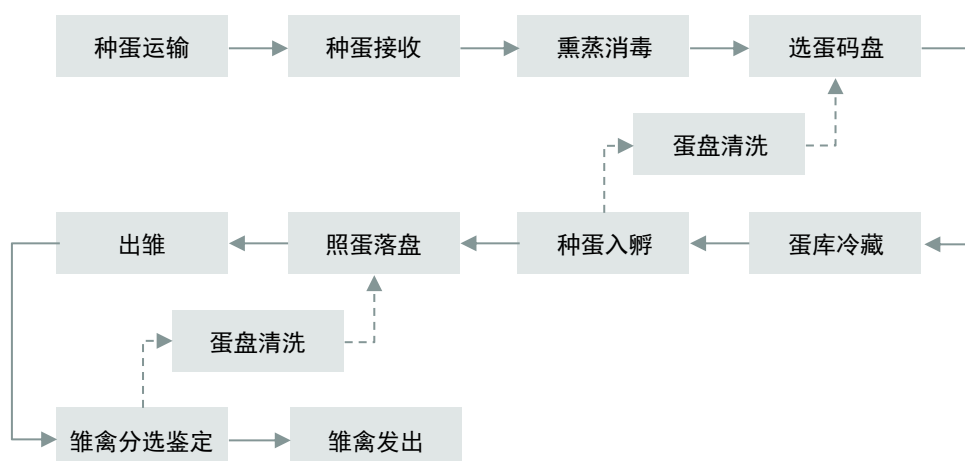 种蛋运输
种蛋接收
熏蒸消毒
选蛋码盘
蛋盘清洗
出雏
照蛋落盘
种蛋入孵
蛋库冷藏
蛋盘清洗
雏禽分选鉴定
雏禽发出